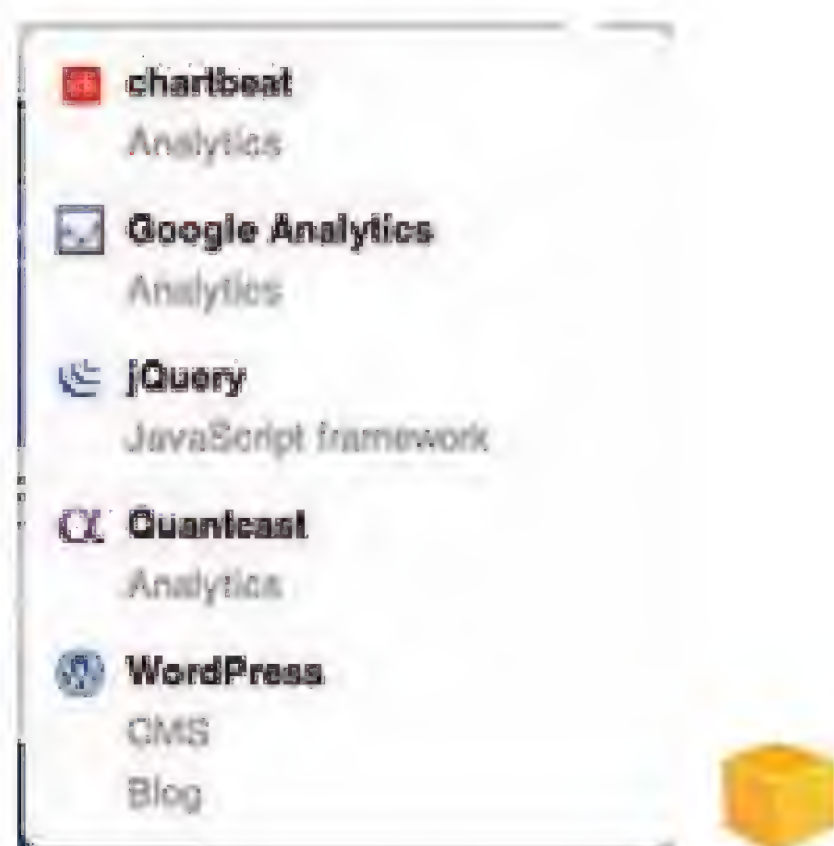 chartbeat
Analytics
Google Analytics
Analytics
jQuery
JavaScript framework
Quantcast
Analytics
WordPress
CMS
Blog